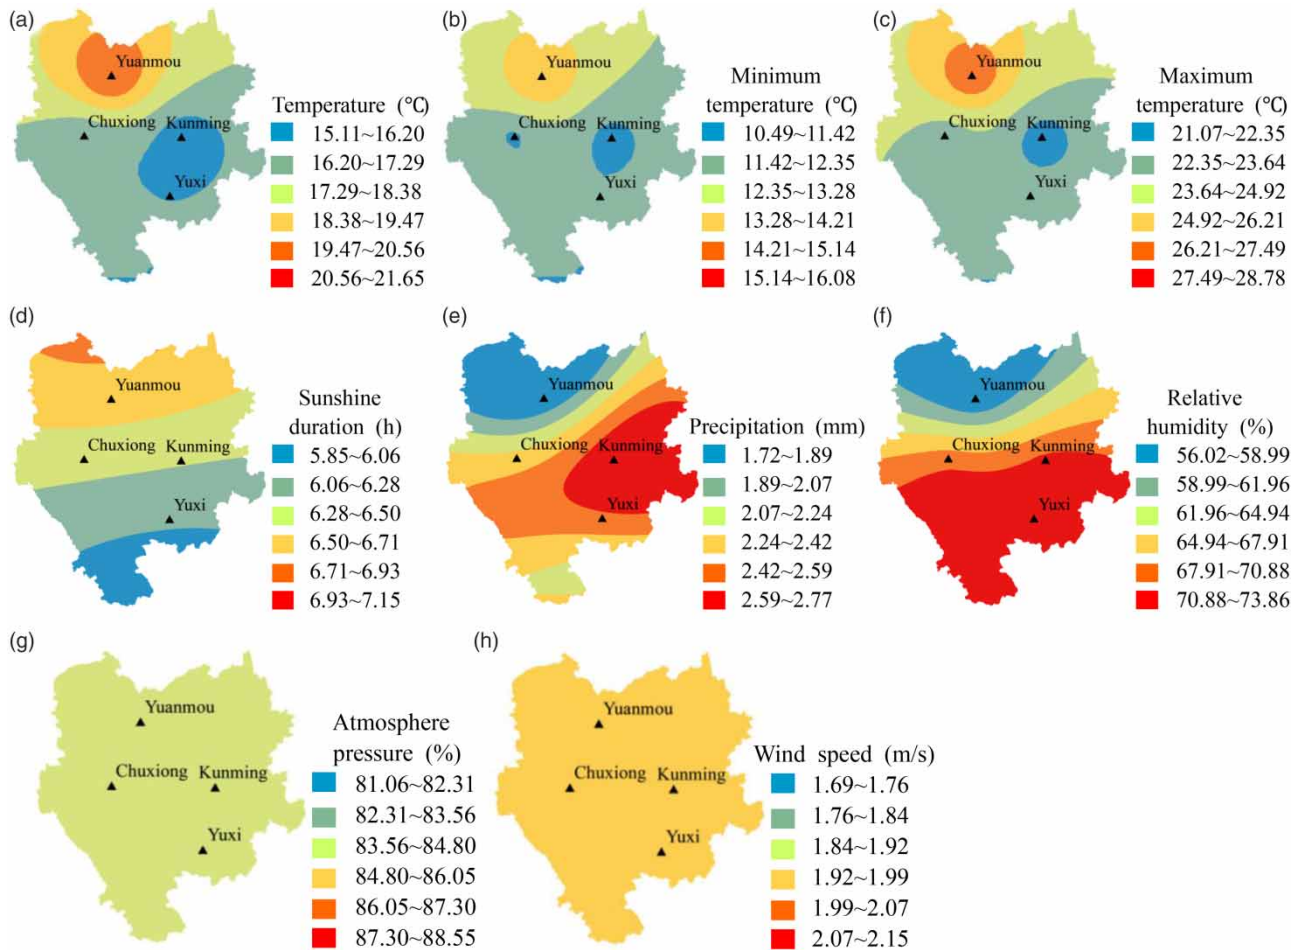 (a)
Yuanmou
Chuxiong
Kunming
Yuxi
Temperature (℃)
15.11~16.20
16.20~17.29
17.29~18.38
18.38~19.47
19.47~20.56
20.56~21.65
(b)
Yuanmou
Chuxiong
Kunming
Yuxi
Minimum
temperature (℃)
10.49~11.42
11.42~12.35
12.35~13.28
13.28~14.21
14.21~15.14
15.14~16.08
(c)
Yuanmou
Chuxiong
Kunming
Yuxi
Maximum
temperature (℃)
21.07~22.35
22.35~23.64
23.64~24.92
24.92~26.21
26.21~27.49
27.49~28.78
(d)
Yuanmou
Chuxiong
Kunming
Yuxi
Sunshine
duration (h)
5.85~6.06
6.06~6.28
6.28~6.50
6.50~6.71
6.71~6.93
6.93~7.15
(e)
Yuanmou
Chuxiong
Kunming
Yuxi
Precipitation (mm)
1.72~1.89
1.89~2.07
2.07~2.24
2.24~2.42
2.42~2.59
2.59~2.77
(f)
Yuanmou
Chuxiong
Kunming
Yuxi
Relative
humidity (%)
56.02~58.99
58.99~61.96
61.96~64.94
64.94~67.91
67.91~70.88
70.88~73.86
(g)
Yuanmou
Chuxiong
Kunming
Yuxi
Atmosphere
pressure (%)
81.06~82.31
82.31~83.56
83.56~84.80
84.80~86.05
86.05~87.30
87.30~88.55
(h)
Yuanmou
Chuxiong
Kunming
Yuxi
Wind speed (m/s)
1.69~1.76
1.76~1.84
1.84~1.92
1.92~1.99
1.99~2.07
2.07~2.15